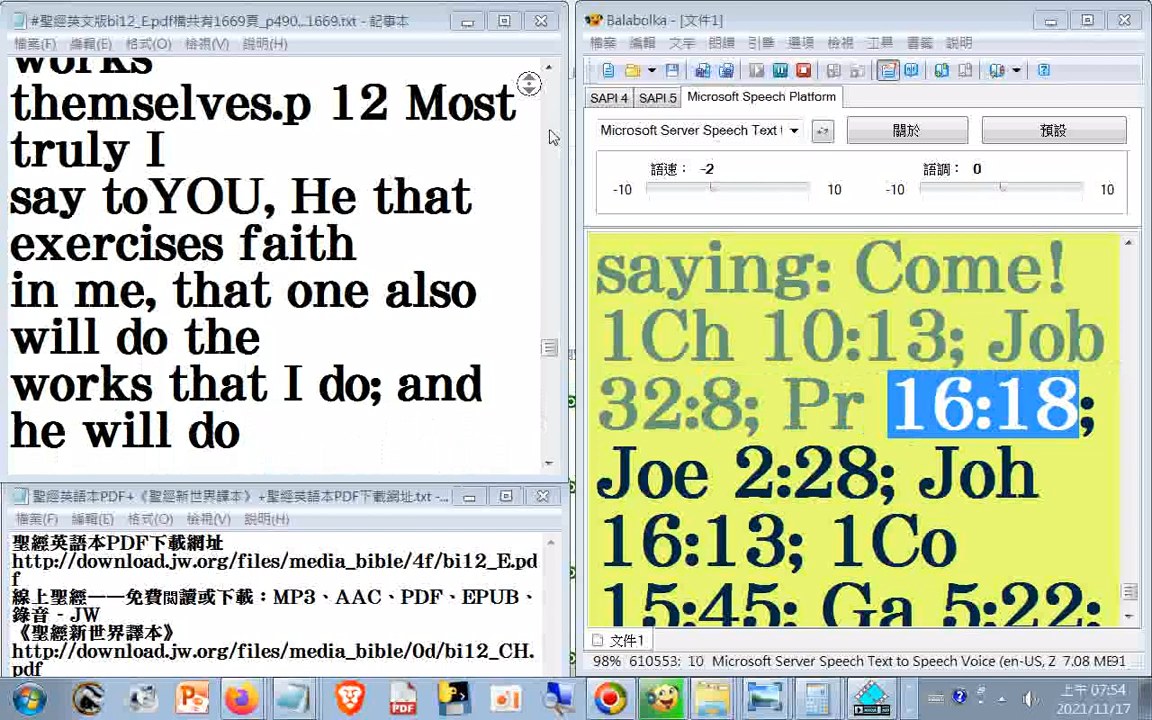 #聖經英文版bi12_E.pdf檔共有1669頁_p490,,,1669.txt - 記事本
檔案(F) 編輯(E) 格式(O) 檢視(V) 說明(H)
works
themselves.p 12 Most
truly I
say toYOU, He that
exercises faith
in me, that one also
will do the
works that I do; and
he will do
聖經英語本PDF+《聖經新世界譯本》+聖經英語本PDF下載網址.txt -...
檔案(F) 編輯(E) 格式(O) 檢視(V) 說明(H)
聖經英語本PDF下載網址
http://download.jw.org/files/media_bible/4f/bi12_E.pd
f
線上聖經——免費閱讀或下載：MP3、AAC、PDF、EPUB、
錄音 - JW
《聖經新世界譯本》
http://download.jw.org/files/media_bible/0d/bi12_CH.
pdf
Balabolka - [文件1]
檔案 編輯 文字 朗讀 引擎 選項 檢視 工具 書籤 說明
SAPI 4 SAPI 5 Microsoft Speech Platform
Microsoft Server Speech Text 關於 預設
語速： -2 語調： 0
-10 10 -10 10
saying: Come!
1Ch 10:13; Job
32:8; Pr 16:18;
Joe 2:28; Joh
16:13; 1Co
15:45; Ga 5:22;
文件1
98% 610553: 10 Microsoft Server Speech Text to Speech Voice (en-US, Z 7.08 ME91
PDF
上午 07:54
2021/11/17